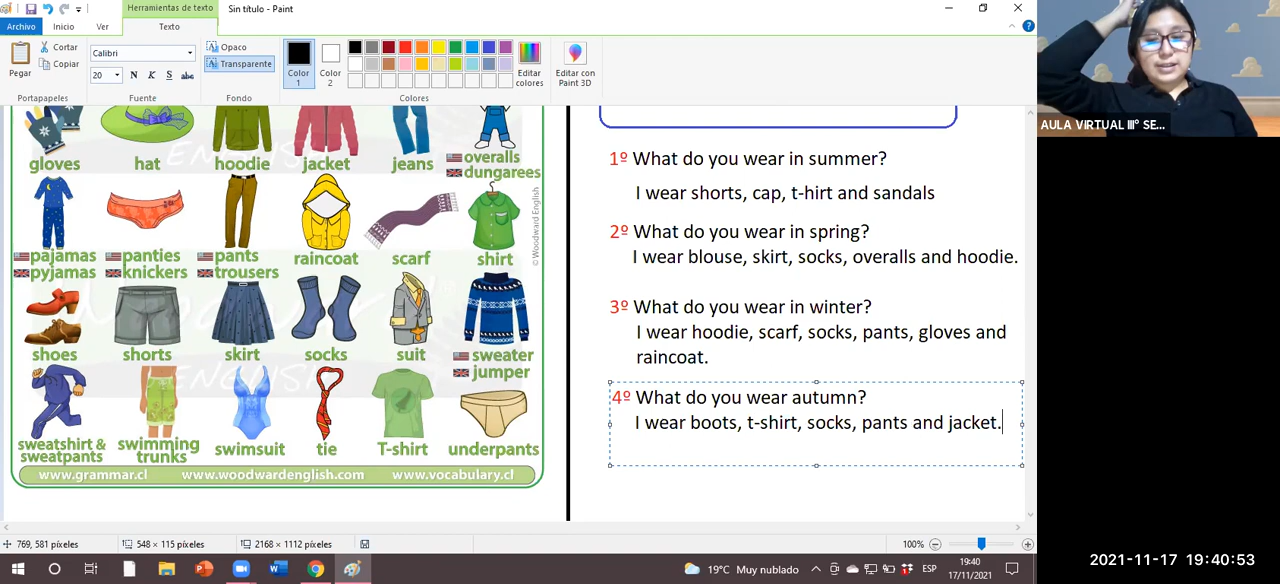 Herramientas de texto
Sin título - Paint
Archivo
Inicio
Ver
Texto
Pegar
Cortar
Copiar
Portapapeles
Calibri
20
N K S abc
Fuente
Opaco
Transparente
Fondo
Color 1
Color 2
Editar colores
Editar con Paint 3D
Colores
AULA VIRTUAL III° SE...
gloves
hat
hoodie
jacket
jeans
overalls
dungarees
pajamas
pyjamas
panties
knickers
pants
trousers
raincoat
scarf
shirt
© Woodward English
shoes
shorts
skirt
socks
suit
sweater
jumper
ENGLISH
sweatshirt &
sweatpants
swimming
trunks
swimsuit
tie
T-shirt
underpants
www.grammar.cl www.woodwardenglish.com www.vocabulary.cl
1º What do you wear in summer?
I wear shorts, cap, t-hirt and sandals
2º What do you wear in spring?
I wear blouse, skirt, socks, overalls and hoodie.
3º What do you wear in winter?
I wear hoodie, scarf, socks, pants, gloves and
raincoat.
4º What do you wear autumn?
I wear boots, t-shirt, socks, pants and jacket.
769, 581 píxeles
548 × 115 píxeles
2168 × 1112 píxeles
100%
19°C Muy nublado
ESP
19:40
17/11/2021
2021-11-17 19:40:53